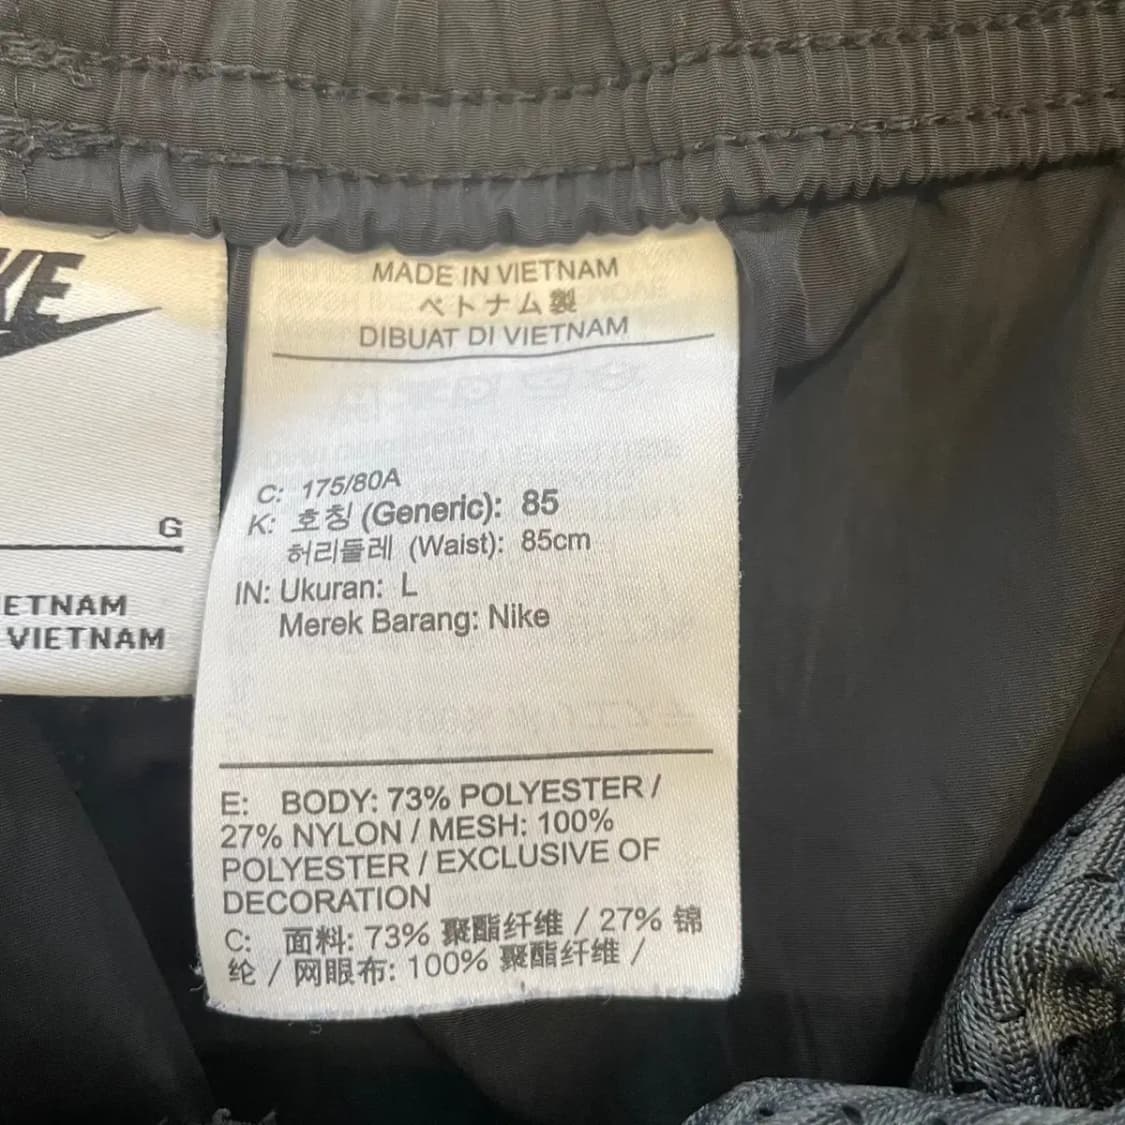 KE
G
ETNAM
VIETNAM
MADE IN VIETNAM
ベトナム製
DIBUAT DI VIETNAM
C: 175/80A
K: 호칭 (Generic): 85
허리둘레 (Waist): 85cm
IN: Ukuran: L
Merek Barang: Nike
E: BODY: 73% POLYESTER /
27% NYLON / MESH: 100%
POLYESTER / EXCLUSIVE OF
DECORATION
C: 面料: 73% 聚酯纤维 / 27% 锦
纶 / 网眼布: 100% 聚酯纤维 /